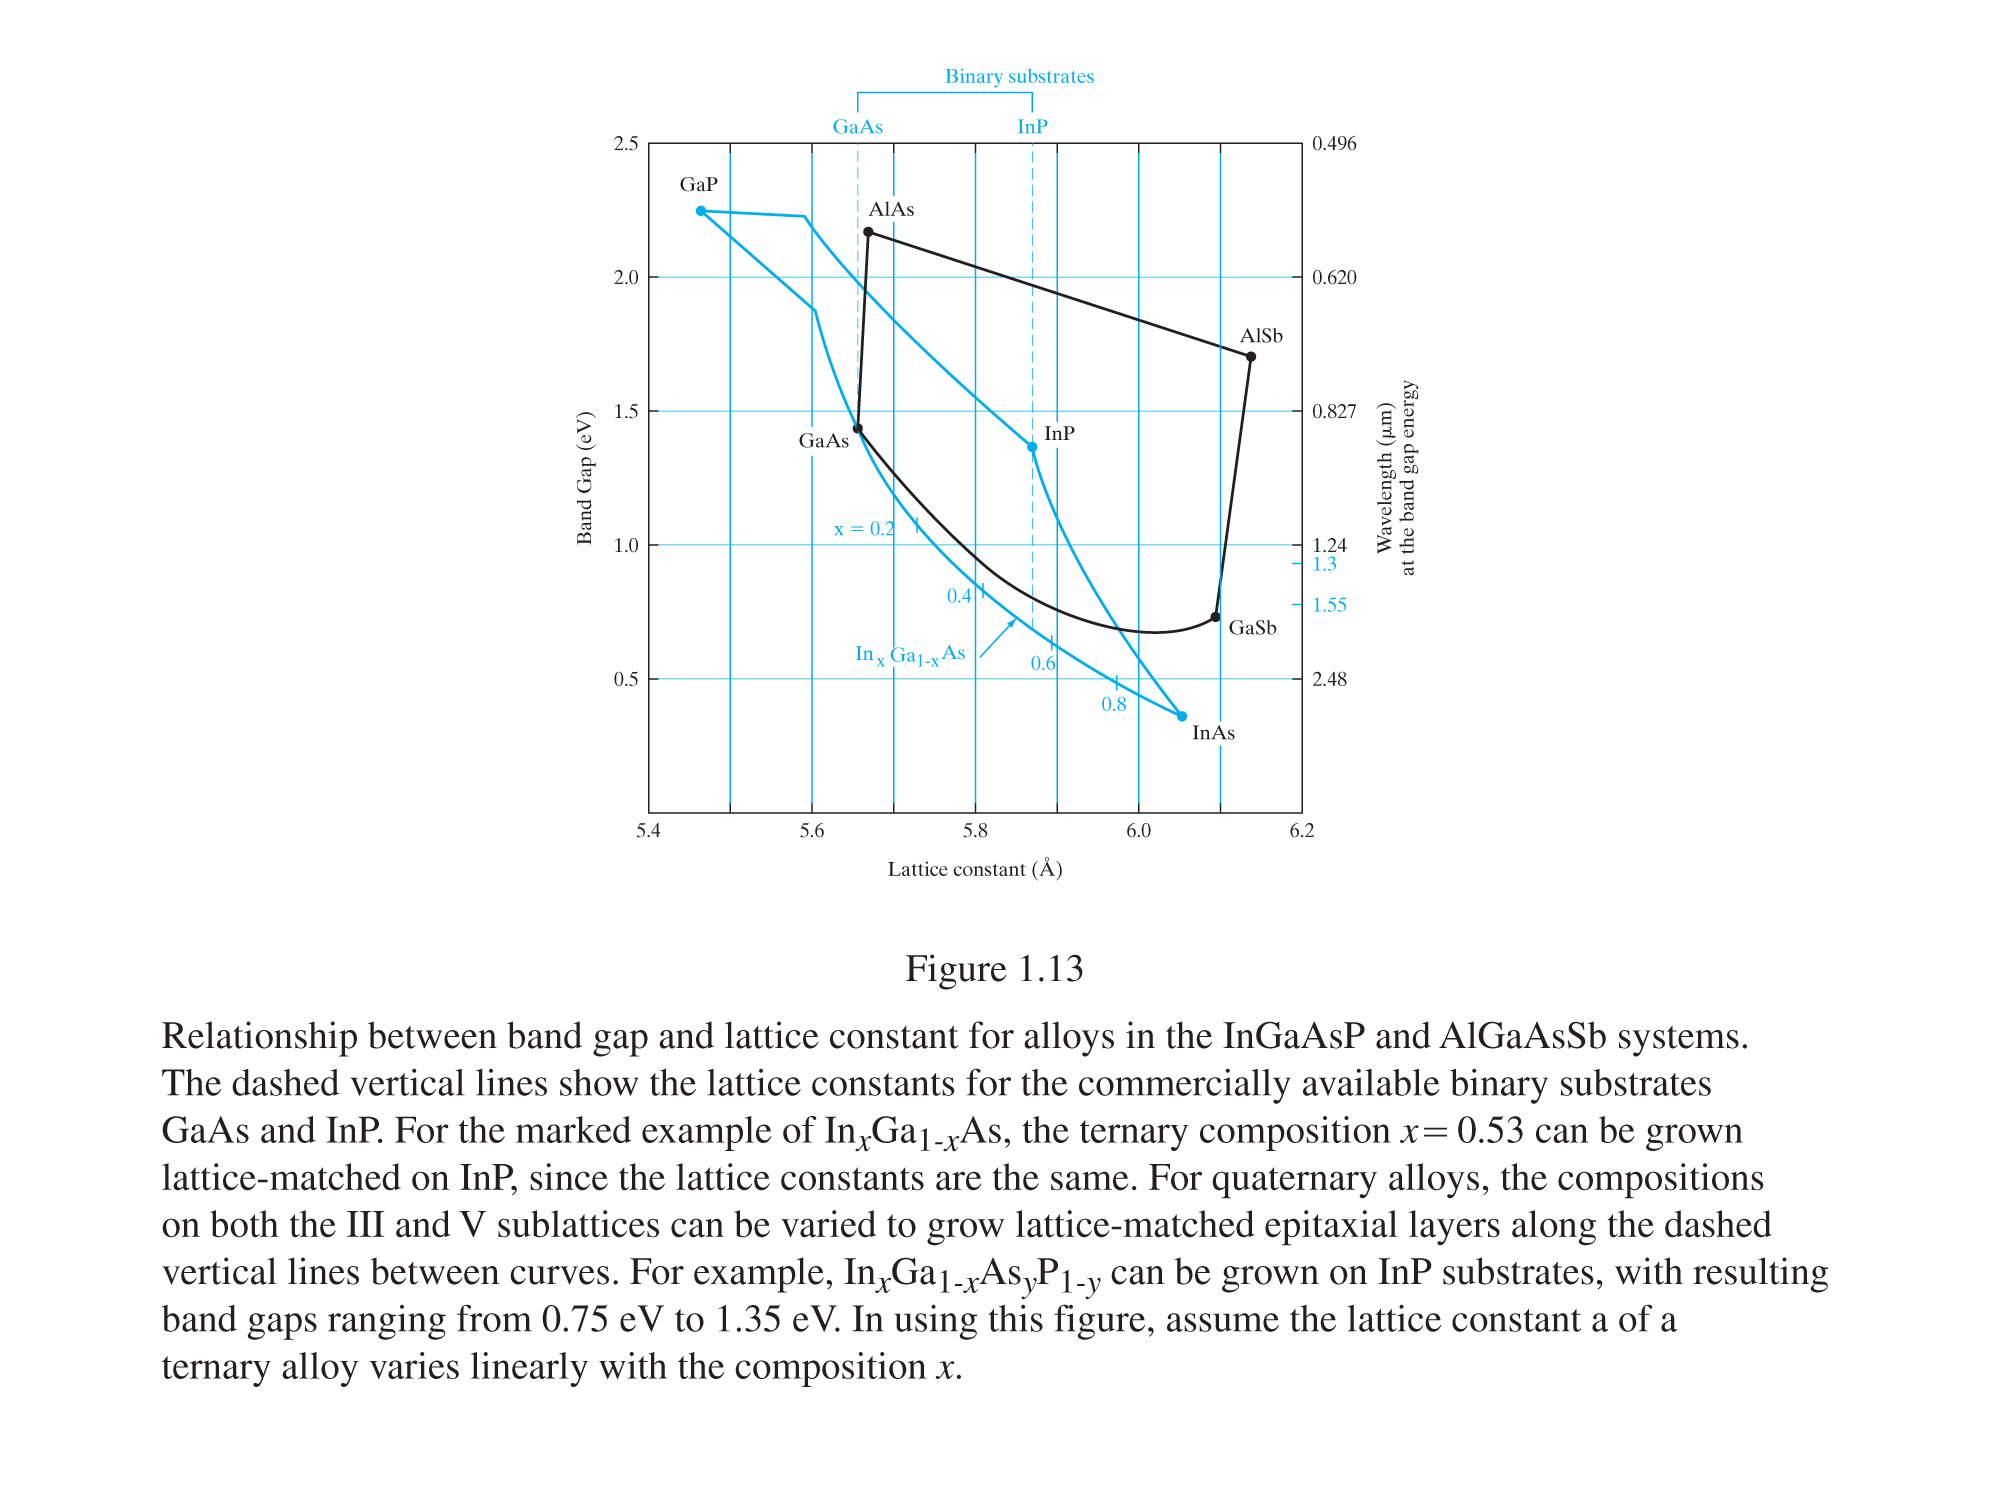 Binary substrates
GaAs
InP
2.5
0.496
GaP
AlAs
2.0
0.620
AlSb
1.5
0.827
InP
GaAs
Band Gap (eV)
Wavelength (μm)
at the band gap energy
x = 0.2
1.0
1.24
1.3
0.4
1.55
GaSb
InₓGa₁₋ₓAs
0.6
0.5
2.48
0.8
InAs
5.4
5.6
5.8
6.0
6.2
Lattice constant (Å)
Figure 1.13
Relationship between band gap and lattice constant for alloys in the InGaAsP and AlGaAsSb systems.
The dashed vertical lines show the lattice constants for the commercially available binary substrates
GaAs and InP. For the marked example of InₓGa₁₋ₓAs, the ternary composition x= 0.53 can be grown
lattice-matched on InP, since the lattice constants are the same. For quaternary alloys, the compositions
on both the III and V sublattices can be varied to grow lattice-matched epitaxial layers along the dashed
vertical lines between curves. For example, InₓGa₁₋ₓAsyP₁₋y can be grown on InP substrates, with resulting
band gaps ranging from 0.75 eV to 1.35 eV. In using this figure, assume the lattice constant a of a
ternary alloy varies linearly with the composition x.